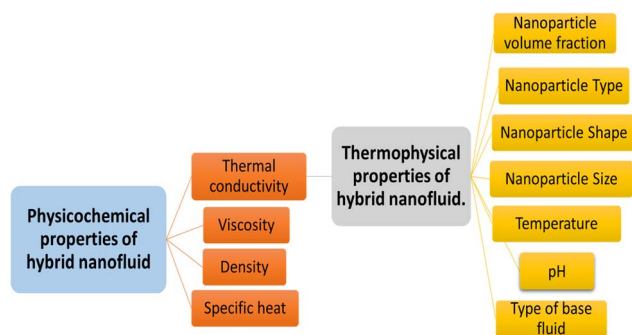 Physicochemical
properties of
hybrid nanofluid
Thermal
conductivity
Viscosity
Density
Specific heat
Thermophysical
properties of
hybrid nanofluid.
Nanoparticle
volume fraction
Nanoparticle Type
Nanoparticle Shape
Nanoparticle Size
Temperature
pH
Type of base
fluid